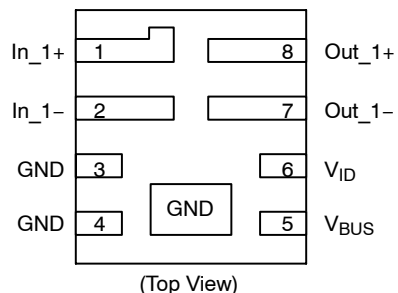 In_1+ 1 8 Out_1+
In_1− 2 7 Out_1−
GND 3 6 VID
GND 4 GND 5 VBUS
(Top View)